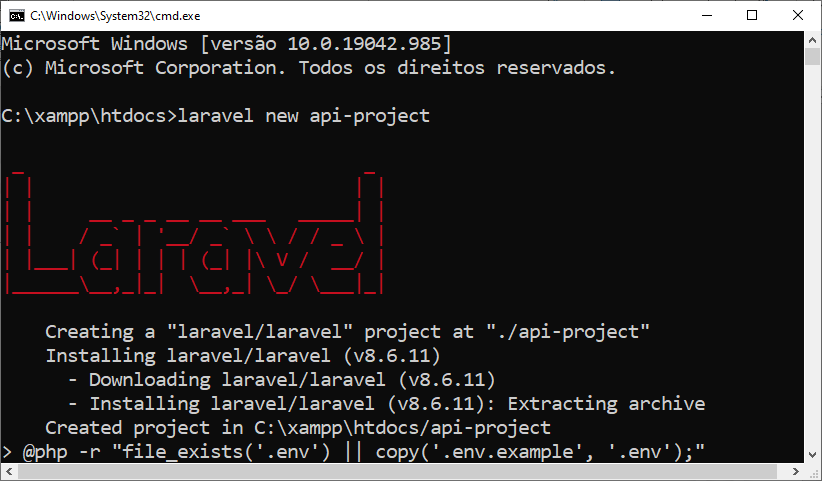 C:\Windows\System32\cmd.exe
Microsoft Windows [versão 10.0.19042.985]
(c) Microsoft Corporation. Todos os direitos reservados.
C:\xampp\htdocs>laravel new api-project
Laravel
Creating a "laravel/laravel" project at "./api-project"
Installing laravel/laravel (v8.6.11)
- Downloading laravel/laravel (v8.6.11)
- Installing laravel/laravel (v8.6.11): Extracting archive
Created project in C:\xampp\htdocs/api-project
> @php -r "file_exists('.env') || copy('.env.example', '.env');"